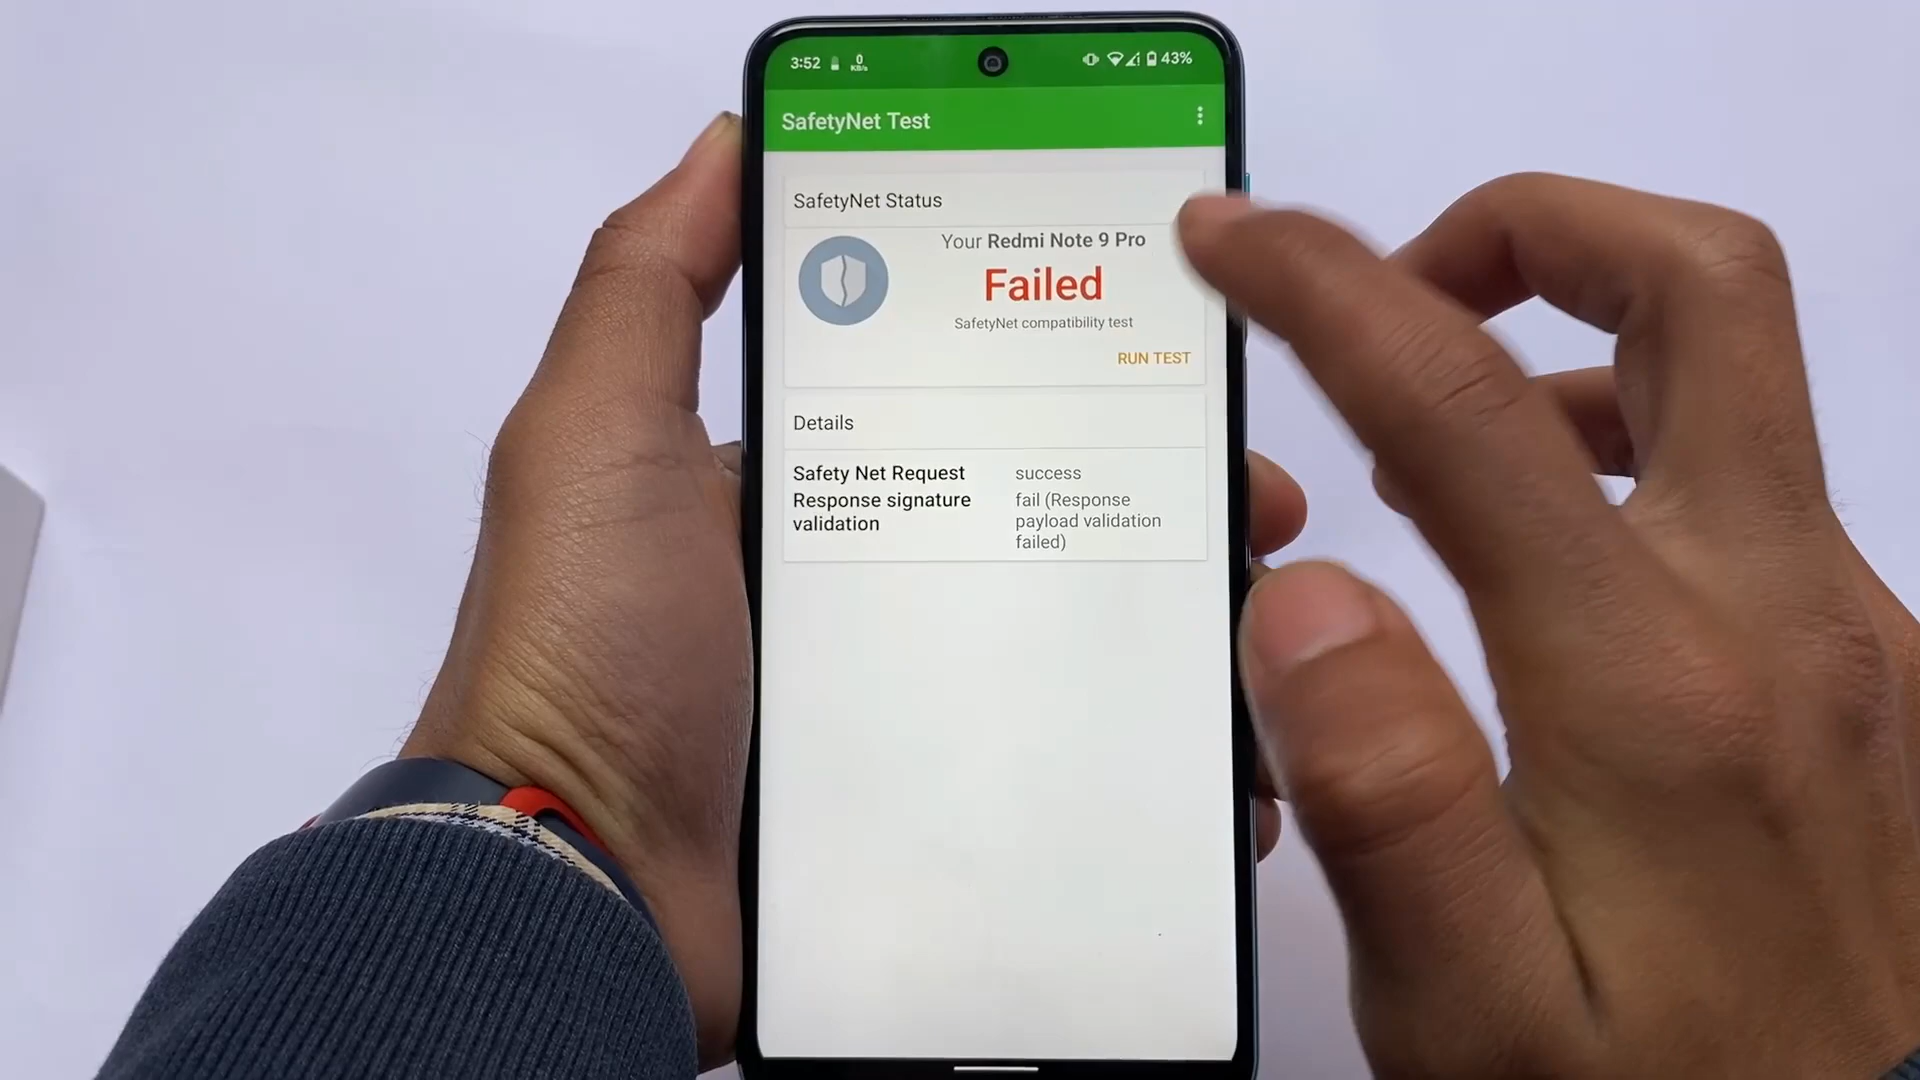 3:52 0 KB/s 43%
SafetyNet Test
SafetyNet Status
Your Redmi Note 9 Pro
Failed
SafetyNet compatibility test
RUN TEST
Details
Safety Net Request success
Response signature validation fail (Response payload validation failed)